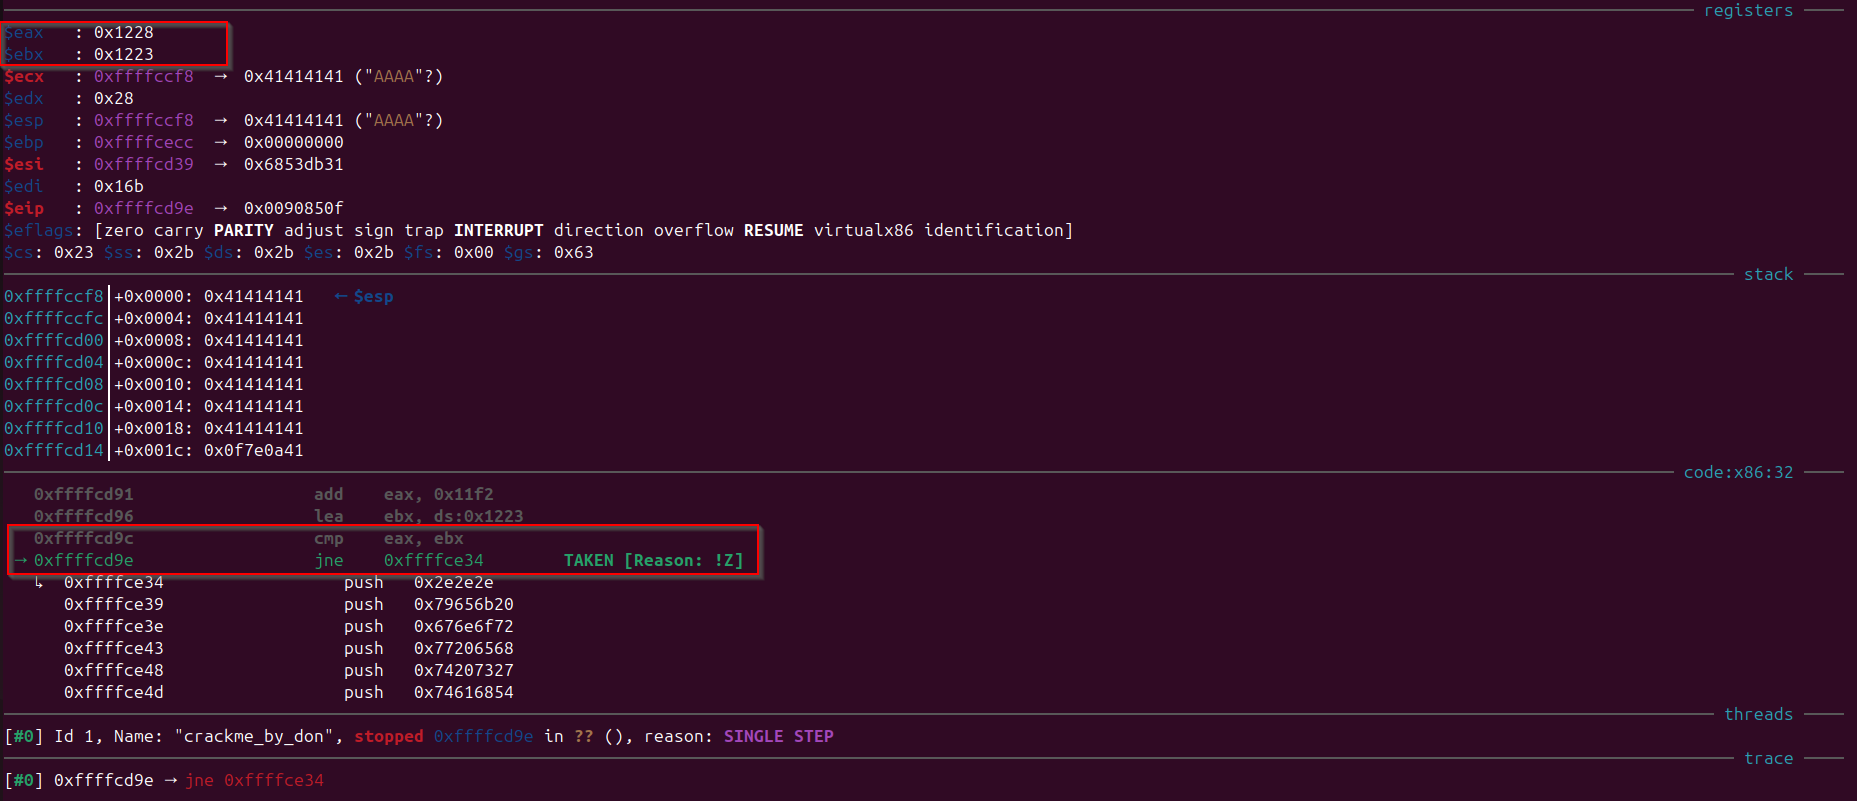 registers
$eax   : 0x1228
$ebx   : 0x1223
$ecx   : 0xffffccf8  →  0x41414141 ("AAAA"?)
$edx   : 0x28
$esp   : 0xffffccf8  →  0x41414141 ("AAAA"?)
$ebp   : 0xffffcecc  →  0x00000000
$esi   : 0xffffcd39  →  0x6853db31
$edi   : 0x16b
$eip   : 0xffffcd9e  →  0x0090850f
$eflags: [zero carry PARITY adjust sign trap INTERRUPT direction overflow RESUME virtualx86 identification]
$cs: 0x23 $ss: 0x2b $ds: 0x2b $es: 0x2b $fs: 0x00 $gs: 0x63
stack
0xffffccf8|+0x0000: 0x41414141   ← $esp
0xffffccfc|+0x0004: 0x41414141
0xffffcd00|+0x0008: 0x41414141
0xffffcd04|+0x000c: 0x41414141
0xffffcd08|+0x0010: 0x41414141
0xffffcd0c|+0x0014: 0x41414141
0xffffcd10|+0x0018: 0x41414141
0xffffcd14|+0x001c: 0x0f7e0a41
code:x86:32
0xffffcd91                  add    eax, 0x11f2
0xffffcd96                  lea    ebx, ds:0x1223
0xffffcd9c                  cmp    eax, ebx
→ 0xffffcd9e                  jne    0xffffce34        TAKEN [Reason: !Z]
↳  0xffffce34                  push   0x2e2e2e
0xffffce39                  push   0x79656b20
0xffffce3e                  push   0x676e6f72
0xffffce43                  push   0x77206568
0xffffce48                  push   0x74207327
0xffffce4d                  push   0x74616854
threads
[#0] Id 1, Name: "crackme_by_don", stopped 0xffffcd9e in ?? (), reason: SINGLE STEP
trace
[#0] 0xffffcd9e → jne 0xffffce34